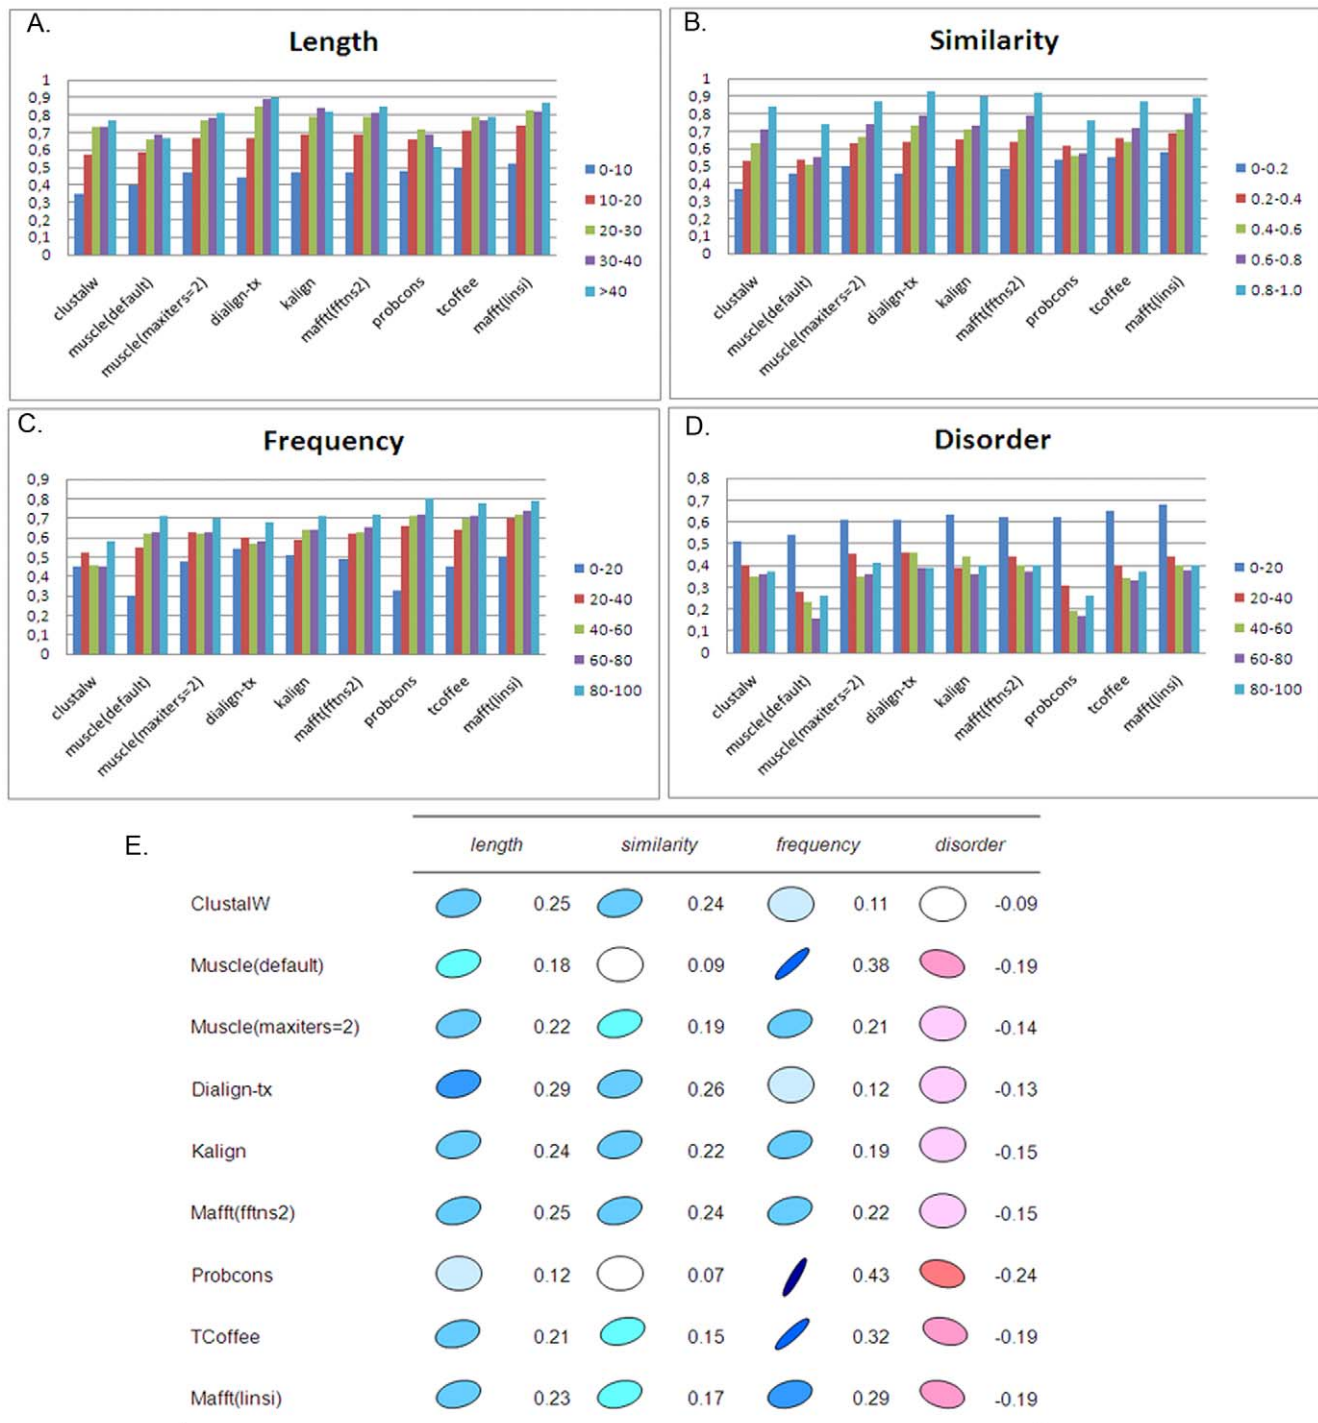 A.
Length
1
0,9
0,8
0,7
0,6
0,5
0,4
0,3
0,2
0,1
0
clustalw
muscle(default)
muscle(maxiters=2)
dialign-tx
kalign
mafft(fftns2)
probcons
tcoffee
mafft(linsi)
0-10
10-20
20-30
30-40
>40
B.
Similarity
1
0,9
0,8
0,7
0,6
0,5
0,4
0,3
0,2
0,1
0
clustalw
muscle(default)
muscle(maxiters=2)
dialign-tx
kalign
mafft(fftns2)
probcons
tcoffee
mafft(linsi)
0-0.2
0.2-0.4
0.4-0.6
0.6-0.8
0.8-1.0
C.
Frequency
0,9
0,8
0,7
0,6
0,5
0,4
0,3
0,2
0,1
0
clustalw
muscle(default)
muscle(maxiters=2)
dialign-tx
kalign
mafft(fftns2)
probcons
tcoffee
mafft(linsi)
0-20
20-40
40-60
60-80
80-100
D.
Disorder
0,8
0,7
0,6
0,5
0,4
0,3
0,2
0,1
0
clustalw
muscle(default)
muscle(maxiters=2)
dialign-tx
kalign
mafft(fftns2)
probcons
tcoffee
mafft(linsi)
0-20
20-40
40-60
60-80
80-100
E.
length similarity frequency disorder
ClustalW 0.25 0.24 0.11 -0.09
Muscle(default) 0.18 0.09 0.38 -0.19
Muscle(maxiters=2) 0.22 0.19 0.21 -0.14
Dialign-tx 0.29 0.26 0.12 -0.13
Kalign 0.24 0.22 0.19 -0.15
Mafft(fftns2) 0.25 0.24 0.22 -0.15
Probcons 0.12 0.07 0.43 -0.24
TCoffee 0.21 0.15 0.32 -0.19
Mafft(linsi) 0.23 0.17 0.29 -0.19